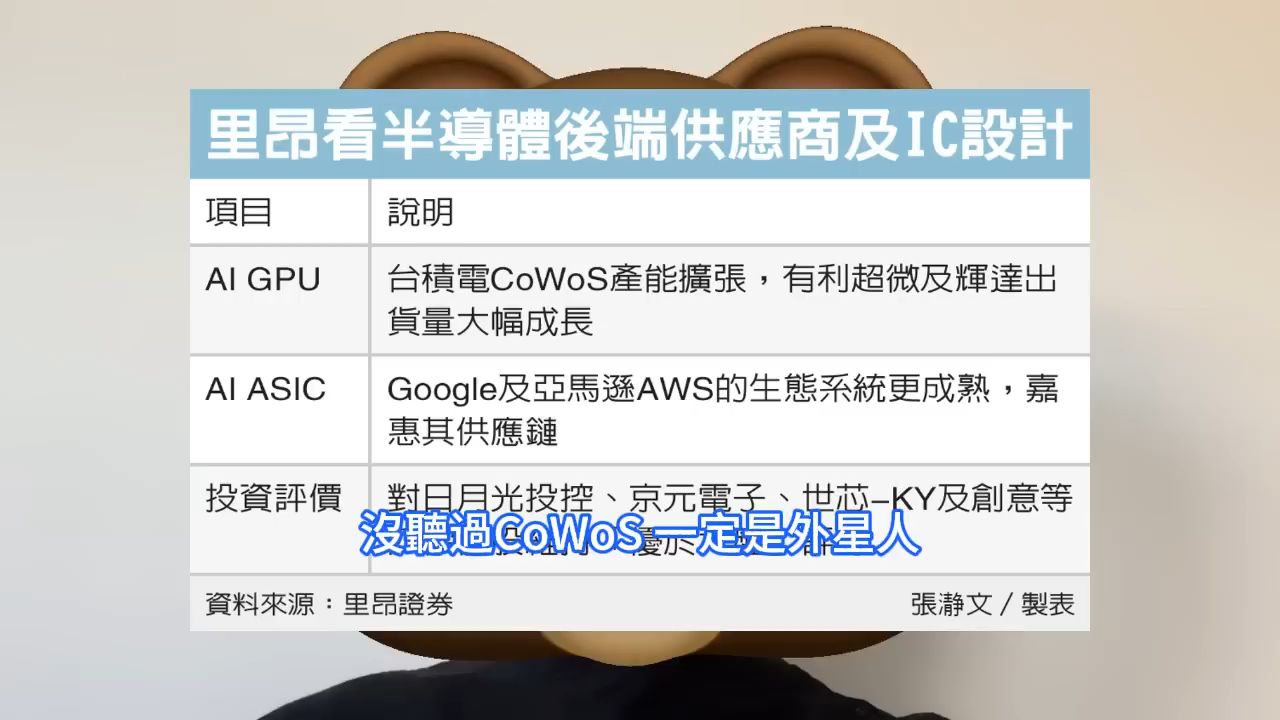 里昂看半導體後端供應商及IC設計
項目
說明
AI GPU
台積電CoWoS產能擴張，有利超微及輝達出
貨量大幅成長
AI ASIC
Google及亞馬遜AWS的生態系統更成熟，嘉
惠其供應鏈
投資評價
對日月光投控、京元電子、世芯–KY及創意等
沒聽過CoWoS 一定是外星人
資料來源：里昂證券
張瀞文／製表